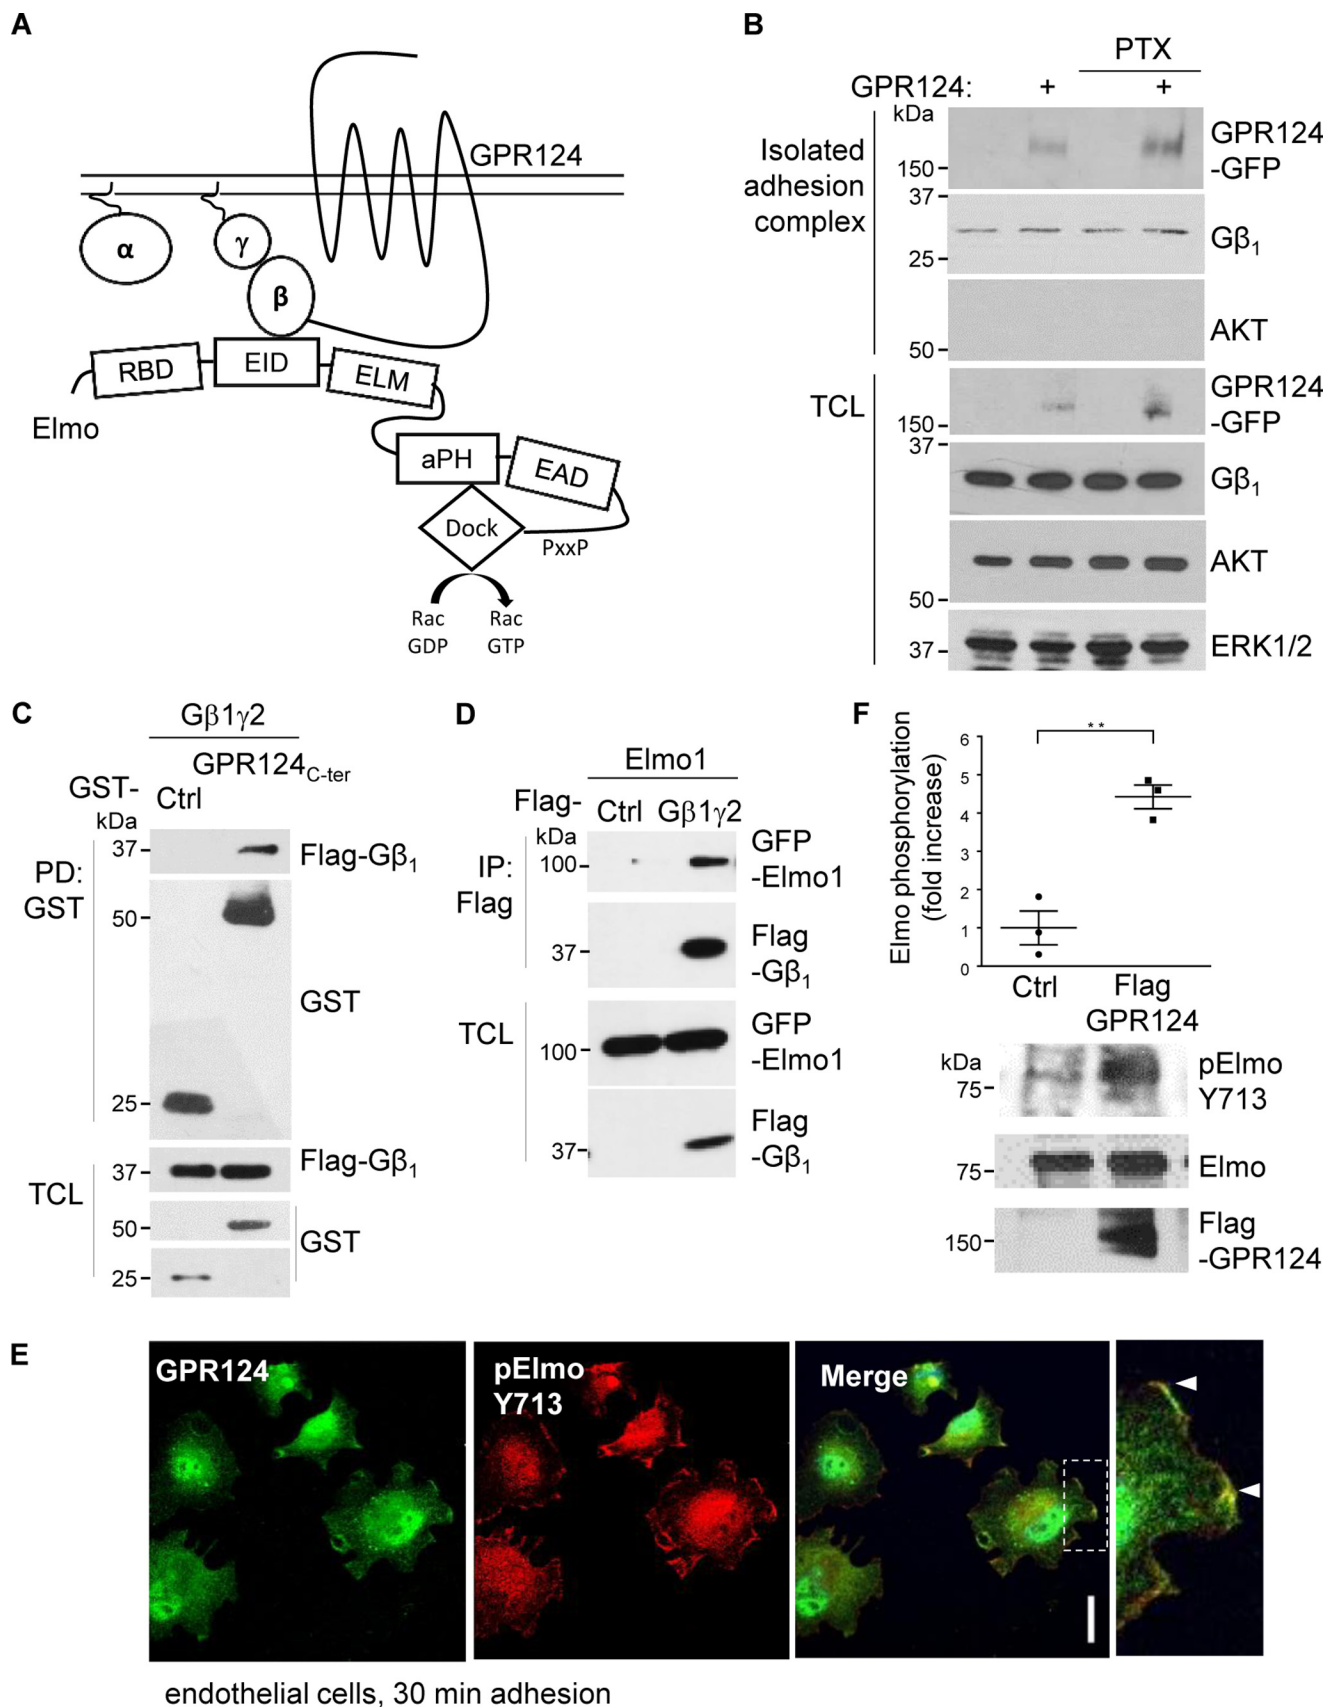 A
GPR124
α
γ
β
RBD
EID
ELM
Elmo
aPH
EAD
Dock
PxxP
Rac
GDP
Rac
GTP
B
PTX
GPR124:
+
+
kDa
Isolated
adhesion
complex
150
GPR124
-GFP
37
25
Gβ1
50
AKT
TCL
150
GPR124
-GFP
37
Gβ1
50
AKT
37
ERK1/2
C
Gβ1γ2
GST-
Ctrl
GPR124C-ter
kDa
PD:
GST
37
Flag-Gβ1
50
25
GST
TCL
37
Flag-Gβ1
50
25
GST
D
Elmo1
Flag-
Ctrl
Gβ1γ2
kDa
IP:
Flag
100
GFP
-Elmo1
37
Flag
-Gβ1
TCL
100
GFP
-Elmo1
37
Flag
-Gβ1
F
Elmo phosphorylation
(fold increase)
6
5
4
3
2
1
0
**
Ctrl
Flag
GPR124
kDa
75
pElmo
Y713
75
Elmo
150
Flag
-GPR124
E
GPR124
pElmo
Y713
Merge
endothelial cells, 30 min adhesion